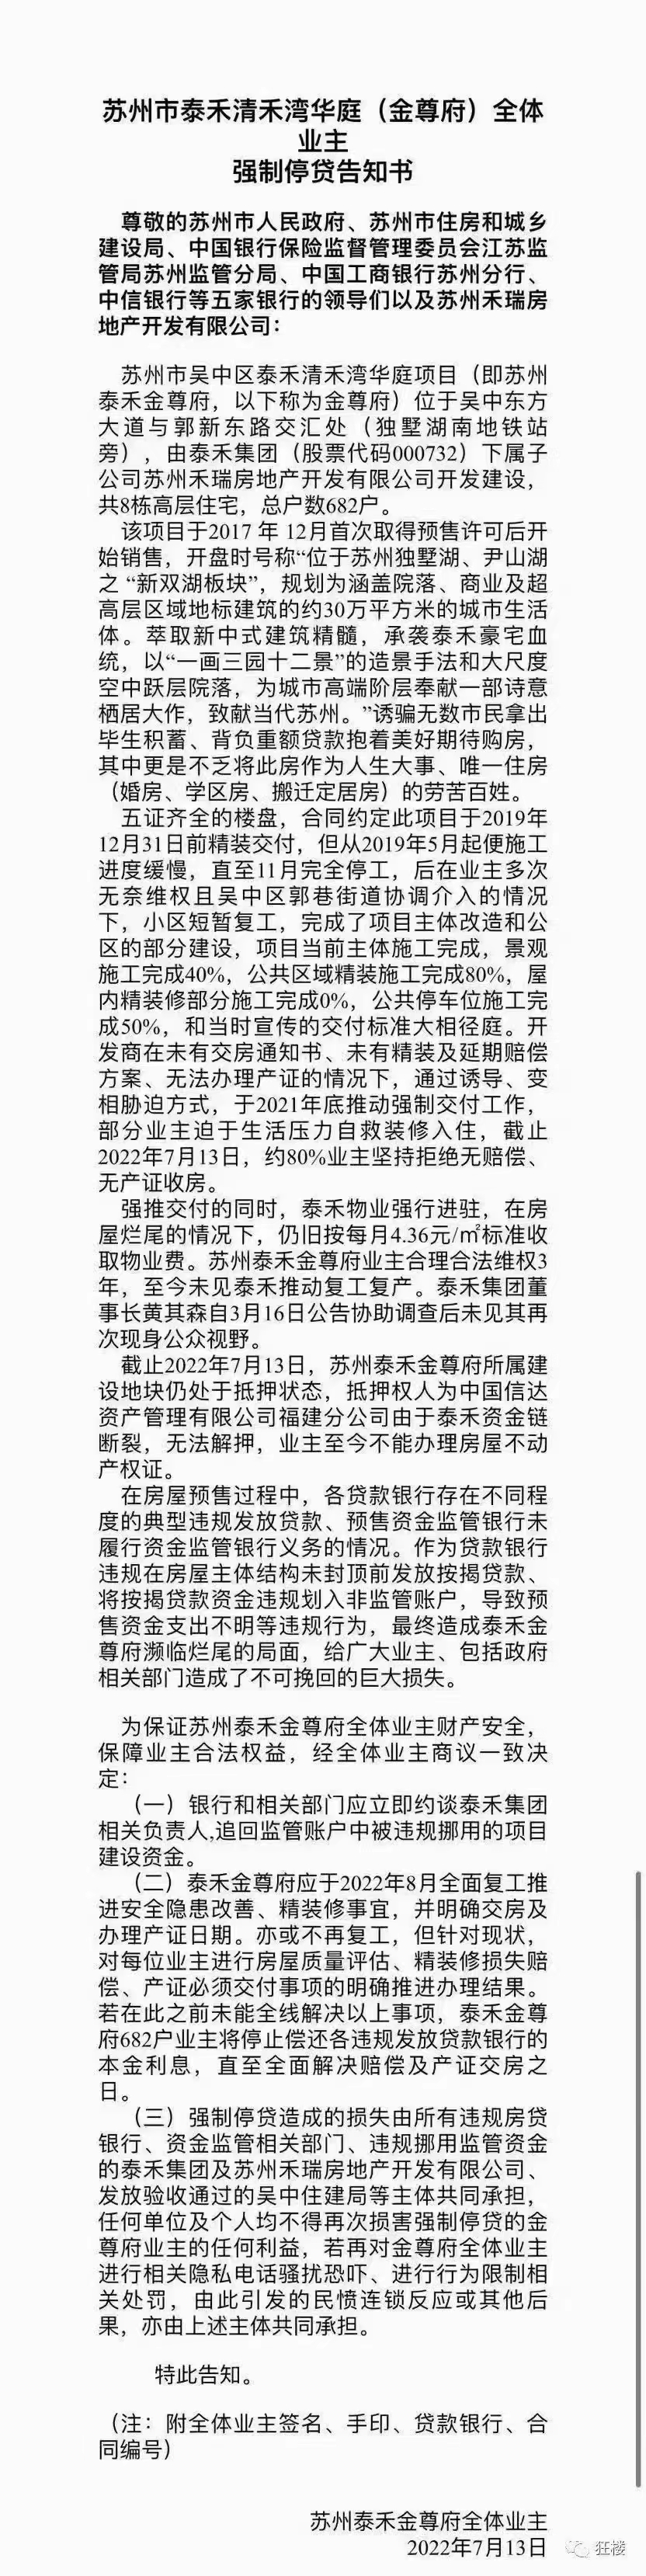 苏州市泰禾清禾湾华庭（金尊府）全体
业主
强制停贷告知书
尊敬的苏州市人民政府、苏州市住房和城乡
建设局、中国银行保险监督管理委员会江苏监
管局苏州监管分局、中国工商银行苏州分行、
中信银行等五家银行的领导们以及苏州禾瑞房
地产开发有限公司：
苏州市吴中区泰禾清禾湾华庭项目（即苏州
泰禾金尊府，以下称为金尊府）位于吴中东方
大道与郭新东路交汇处（独墅湖南地铁站
旁），由泰禾集团（股票代码000732）下属子
公司苏州禾瑞房地产开发有限公司开发建设，
共8栋高层住宅，总户数682户。
该项目于2017 年 12月首次取得预售许可后开
始销售，开盘时号称“位于苏州独墅湖、尹山湖
之 “新双湖板块”，规划为涵盖院落、商业及超
高层区域地标建筑的约30万平方米的城市生活
体。萃取新中式建筑精髓，承袭泰禾豪宅血
统，以“一画三园十二景”的造景手法和大尺度
空中跃层院落，为城市高端阶层奉献一部诗意
栖居大作，致献当代苏州。”诱骗无数市民拿出
毕生积蓄、背负重额贷款抱着美好期待购房，
其中更是不乏将此房作为人生大事、唯一住房
（婚房、学区房、搬迁定居房）的劳苦百姓。
五证齐全的楼盘，合同约定此项目于2019年
12月31日前精装交付，但从2019年5月起便施工
进度缓慢，直至11月完全停工，后在业主多次
无奈维权且吴中区郭巷街道协调介入的情况
下，小区短暂复工，完成了项目主体改造和公
区的部分建设，项目当前主体施工完成，景观
施工完成40%，公共区域精装施工完成80%，屋
内精装修部分施工完成0%，公共停车位施工完
成50%，和当时宣传的交付标准大相径庭。开
发商在未有交房通知书、未有精装及延期赔偿
方案、无法办理产证的情况下，通过诱导、变
相胁迫方式，于2021年底推动强制交付工作，
部分业主迫于生活压力自救装修入住，截止
2022年7月13日，约80%业主坚持拒绝无赔偿、
无产证收房。
强推交付的同时，泰禾物业强行进驻，在房
屋烂尾的情况下，仍旧按每月4.36元/㎡标准收
取物业费。苏州泰禾金尊府业主合理合法维权3
年，至今未见泰禾推动复工复产。泰禾集团董
事长黄其森自3月16日公告协助调查后未见其再
次现身公众视野。
截止2022年7月13日，苏州泰禾金尊府所属建
设地块仍处于抵押状态，抵押权人为中国信达
资产管理有限公司福建分公司由于泰禾资金链
断裂，无法解押，业主至今不能办理房屋不动
产权证。
在房屋预售过程中，各贷款银行存在不同程
度的典型违规发放贷款、预售资金监管银行未
履行资金监管银行义务的情况。作为贷款银行
违规在房屋主体结构未封顶前发放按揭贷款、
将按揭贷款资金违规划入非监管账户，导致预
售资金支出不明等违规行为，最终造成泰禾金
尊府濒临烂尾的局面，给广大业主、包括政府
相关部门造成了不可挽回的巨大损失。
为保证苏州泰禾金尊府全体业主财产安全，
保障业主合法权益，经全体业主商议一致决
定：
（一）银行和相关部门应立即约谈泰禾集团
相关负责人,追回监管账户中被违规挪用的项目
建设资金。
（二）泰禾金尊府应于2022年8月全面复工推
进安全隐患改善、精装修事宜，并明确交房及
办理产证日期。亦或不再复工，但针对现状，
对每位业主进行房屋质量评估、精装修损失赔
偿、产证必须交付事项的明确推进办理结果。
若在此之前未能全线解决以上事项，泰禾金尊
府682户业主将停止偿还各违规发放贷款银行的
本金利息，直至全面解决赔偿及产证交房之
日。
（三）强制停贷造成的损失由所有违规房贷
银行、资金监管相关部门、违规挪用监管资金
的泰禾集团及苏州禾瑞房地产开发有限公司、
发放验收通过的吴中住建局等主体共同承担，
任何单位及个人均不得再次损害强制停贷的金
尊府业主的任何利益，若再对金尊府全体业主
进行相关隐私电话骚扰恐吓、进行行为限制相
关处罚，由此引发的民愤连锁反应或其他后
果，亦由上述主体共同承担。
特此告知。
（注：附全体业主签名、手印、贷款银行、合
同编号）
苏州泰禾金尊府全体业主
2022年7月13日
狂楼